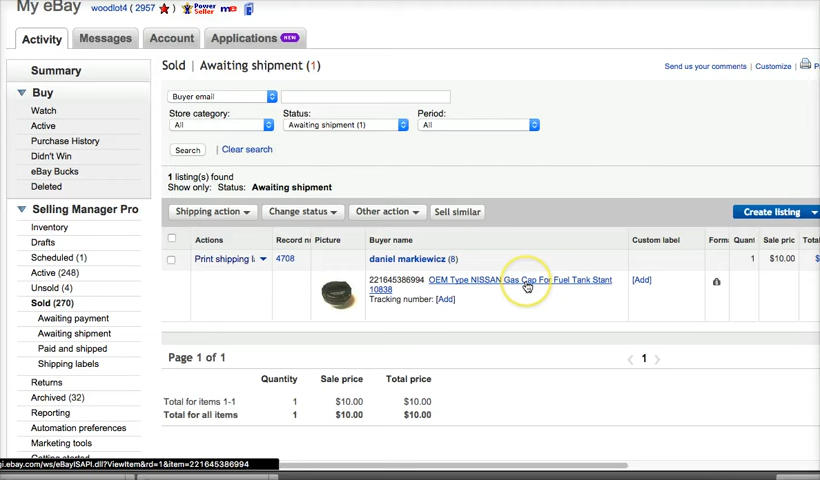 My eBay
woodlot4 ( 2957 Power Seller me
Activity Messages Account Applications NEW
Summary
Buy
Watch
Active
Purchase History
Didn't Win
eBay Bucks
Deleted
Selling Manager Pro
Inventory
Drafts
Scheduled (1)
Active (248)
Unsold (4)
Sold (270)
Awaiting payment
Awaiting shipment
Paid and shipped
Shipping labels
Returns
Archived (32)
Reporting
Automation preferences
Marketing tools
Sold | Awaiting shipment (1)
Send us your comments | Customize |
Buyer email
Store category: Status: Period:
All Awaiting shipment (1) All
Search | Clear search
1 listing(s) found
Show only: Status: Awaiting shipment
Shipping action Change status Other action Sell similar Create listing
Actions Record nu Picture Buyer name Custom label Forma Quant Sale pric Tota
Print shipping l 4708 daniel markiewicz (8) 1 $10.00 $
221645386994 OEM Type NISSAN Gas Cap For Fuel Tank Stant [Add]
10838
Tracking number: [Add]
Page 1 of 1 1
Quantity Sale price Total price
Total for items 1-1 1 $10.00 $10.00
Total for all items 1 $10.00 $10.00
gi.ebay.com/ws/eBayISAPI.dll?ViewItem&rd=1&item=221645386994